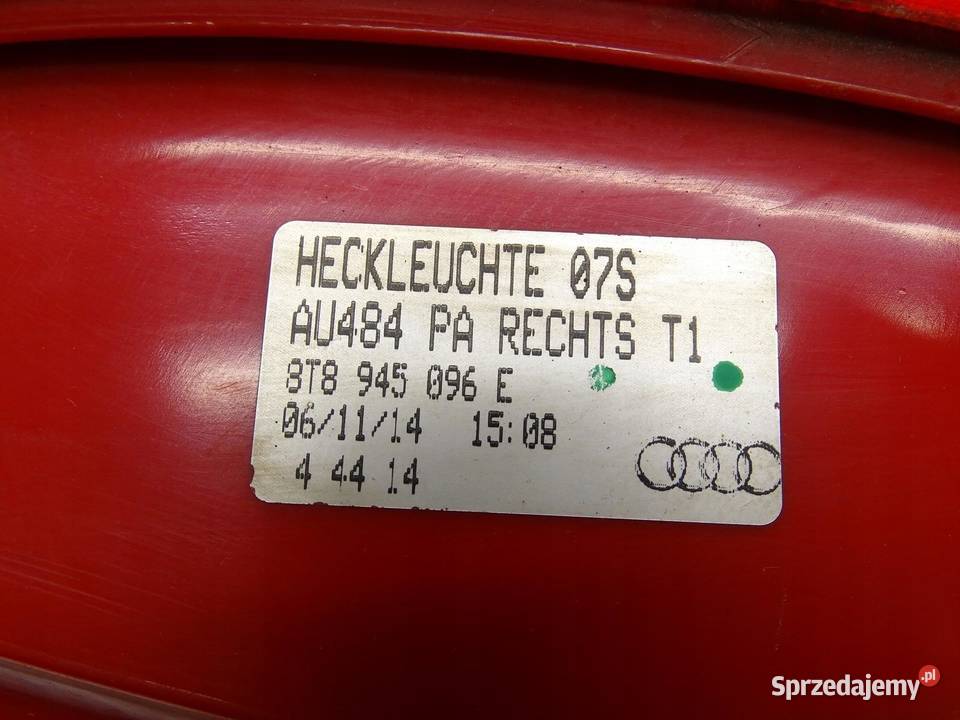 HECKLEUCHTE 07S
AU484 PA RECHTS T1
8T8 945 096 E
06/11/14 15:08
4 44 14
Sprzedajemy.pl